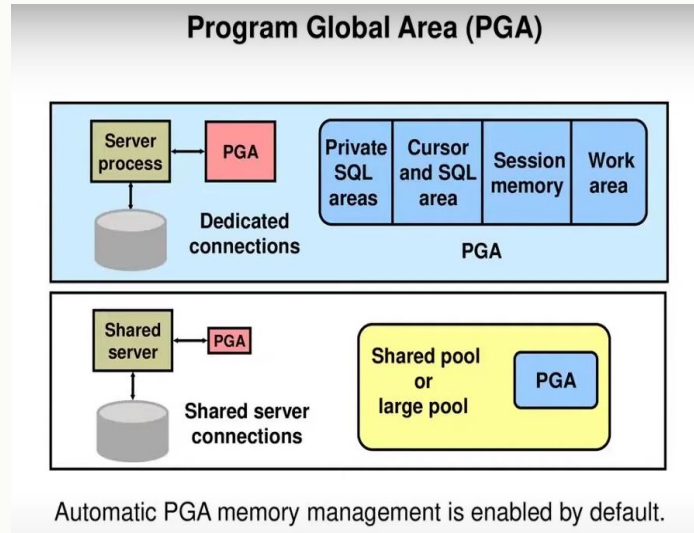 Program Global Area (PGA)
Server
process
PGA
Dedicated
connections
Private
SQL
areas
Cursor
and SQL
area
Session
memory
Work
area
PGA
Shared
server
PGA
Shared server
connections
Shared pool
or
large pool
PGA
Automatic PGA memory management is enabled by default.